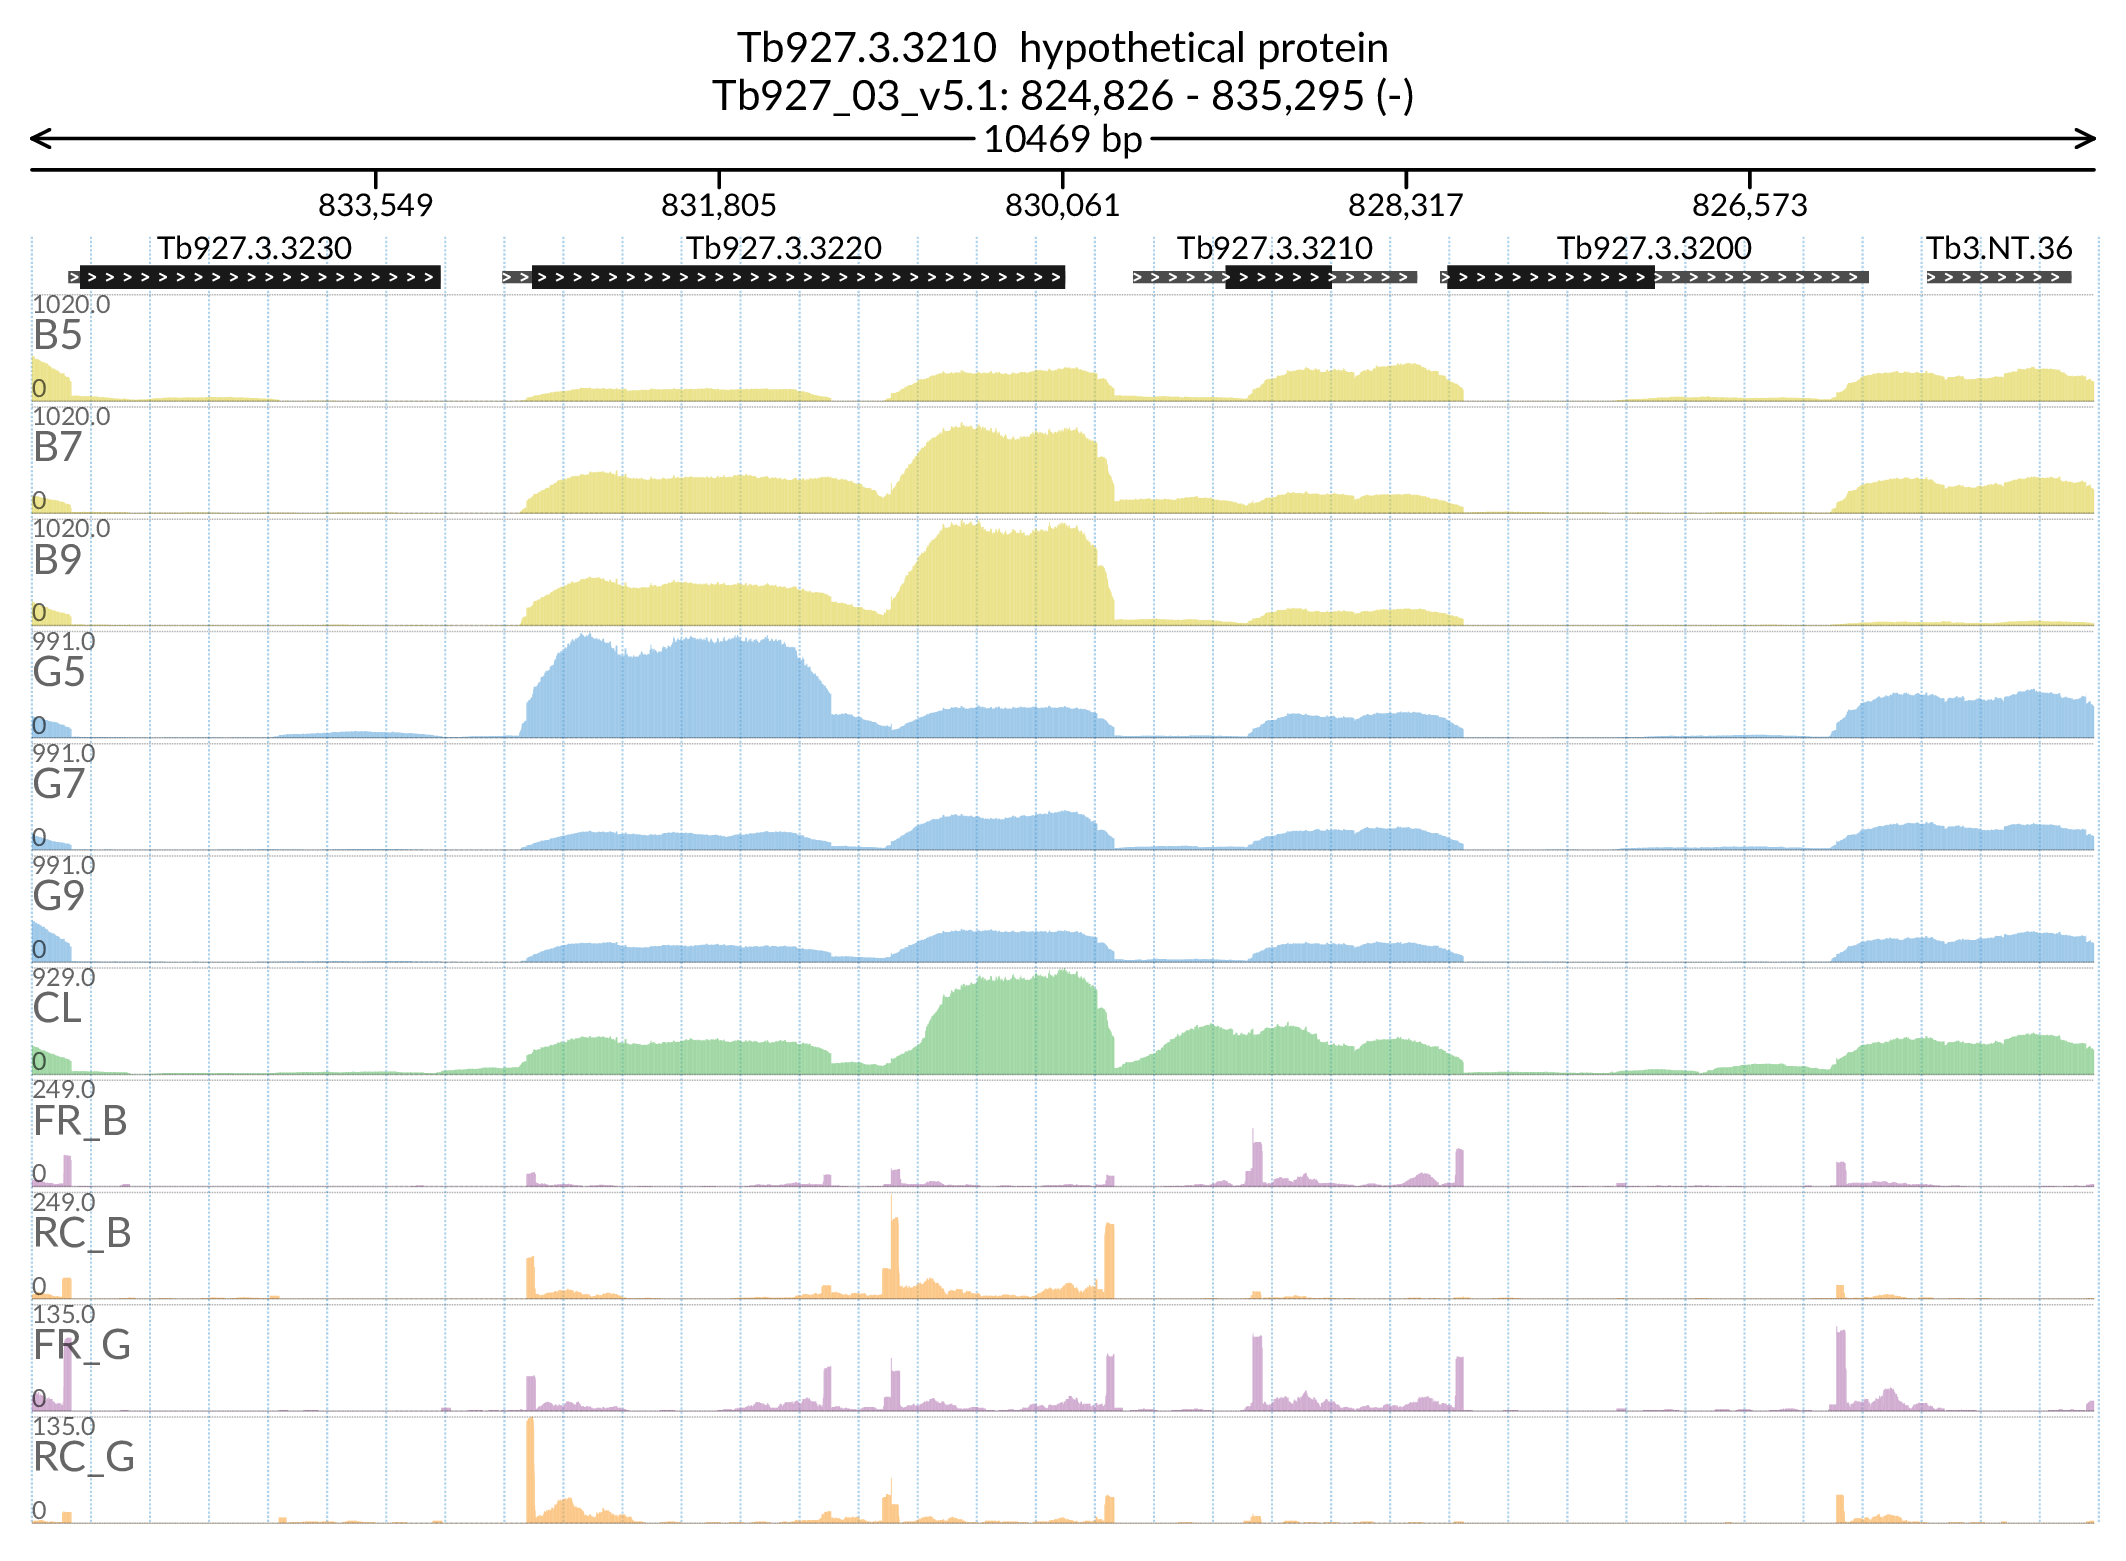 Tb927.3.3210  hypothetical protein
Tb927_03_v5.1: 824,826 - 835,295 (-)
10469 bp
833,549 831,805 830,061 828,317 826,573
Tb927.3.3230 Tb927.3.3220 Tb927.3.3210 Tb927.3.3200 Tb3.NT.36
1020.0
B5
0
1020.0
B7
0
1020.0
B9
0
991.0
G5
0
991.0
G7
0
991.0
G9
0
929.0
CL
0
249.0
FR_B
0
249.0
RC_B
0
135.0
FR_G
0
135.0
RC_G
0